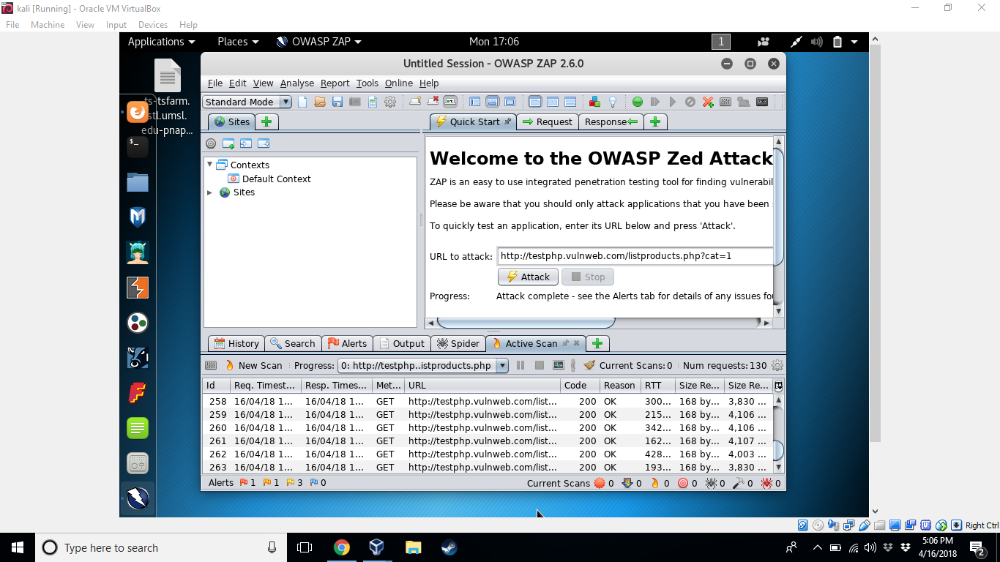 kali [Running] - Oracle VM VirtualBox
File Machine View Input Devices Help
Applications Places OWASP ZAP Mon 17:06 1
Untitled Session - OWASP ZAP 2.6.0
File Edit View Analyse Report Tools Online Help
Standard Mode
ts-tsfarm.
stl.umsl.
edu-pnap...
Sites Quick Start Request Response
Contexts
Default Context
Sites
Welcome to the OWASP Zed Attack
ZAP is an easy to use integrated penetration testing tool for finding vulnerabil
Please be aware that you should only attack applications that you have been
To quickly test an application, enter its URL below and press 'Attack'.
URL to attack: http://testphp.vulnweb.com/listproducts.php?cat=1
Attack Stop
Progress: Attack complete - see the Alerts tab for details of any issues fo
History Search Alerts Output Spider Active Scan
New Scan Progress: 0: http://testphp..istproducts.php Current Scans:0 Num requests:130
Id Req. Timest... Resp. Times... Met... URL Code Reason RTT Size Re... Size Re...
258 16/04/18 1... 16/04/18 1... GET http://testphp.vulnweb.com/list... 200 OK 300... 168 by... 3,830 ...
259 16/04/18 1... 16/04/18 1... GET http://testphp.vulnweb.com/list... 200 OK 215... 168 by... 4,106 ...
260 16/04/18 1... 16/04/18 1... GET http://testphp.vulnweb.com/list... 200 OK 342... 168 by... 4,106 ...
261 16/04/18 1... 16/04/18 1... GET http://testphp.vulnweb.com/list... 200 OK 162... 168 by... 4,107 ...
262 16/04/18 1... 16/04/18 1... GET http://testphp.vulnweb.com/list... 200 OK 428... 168 by... 4,003 ...
263 16/04/18 1... 16/04/18 1... GET http://testphp.vulnweb.com/list... 200 OK 193... 168 by... 3,830 ...
Alerts 1 1 3 0 Current Scans 0 0 0 0 0 0 0
Right Ctrl
Type here to search
5:06 PM
4/16/2018
2